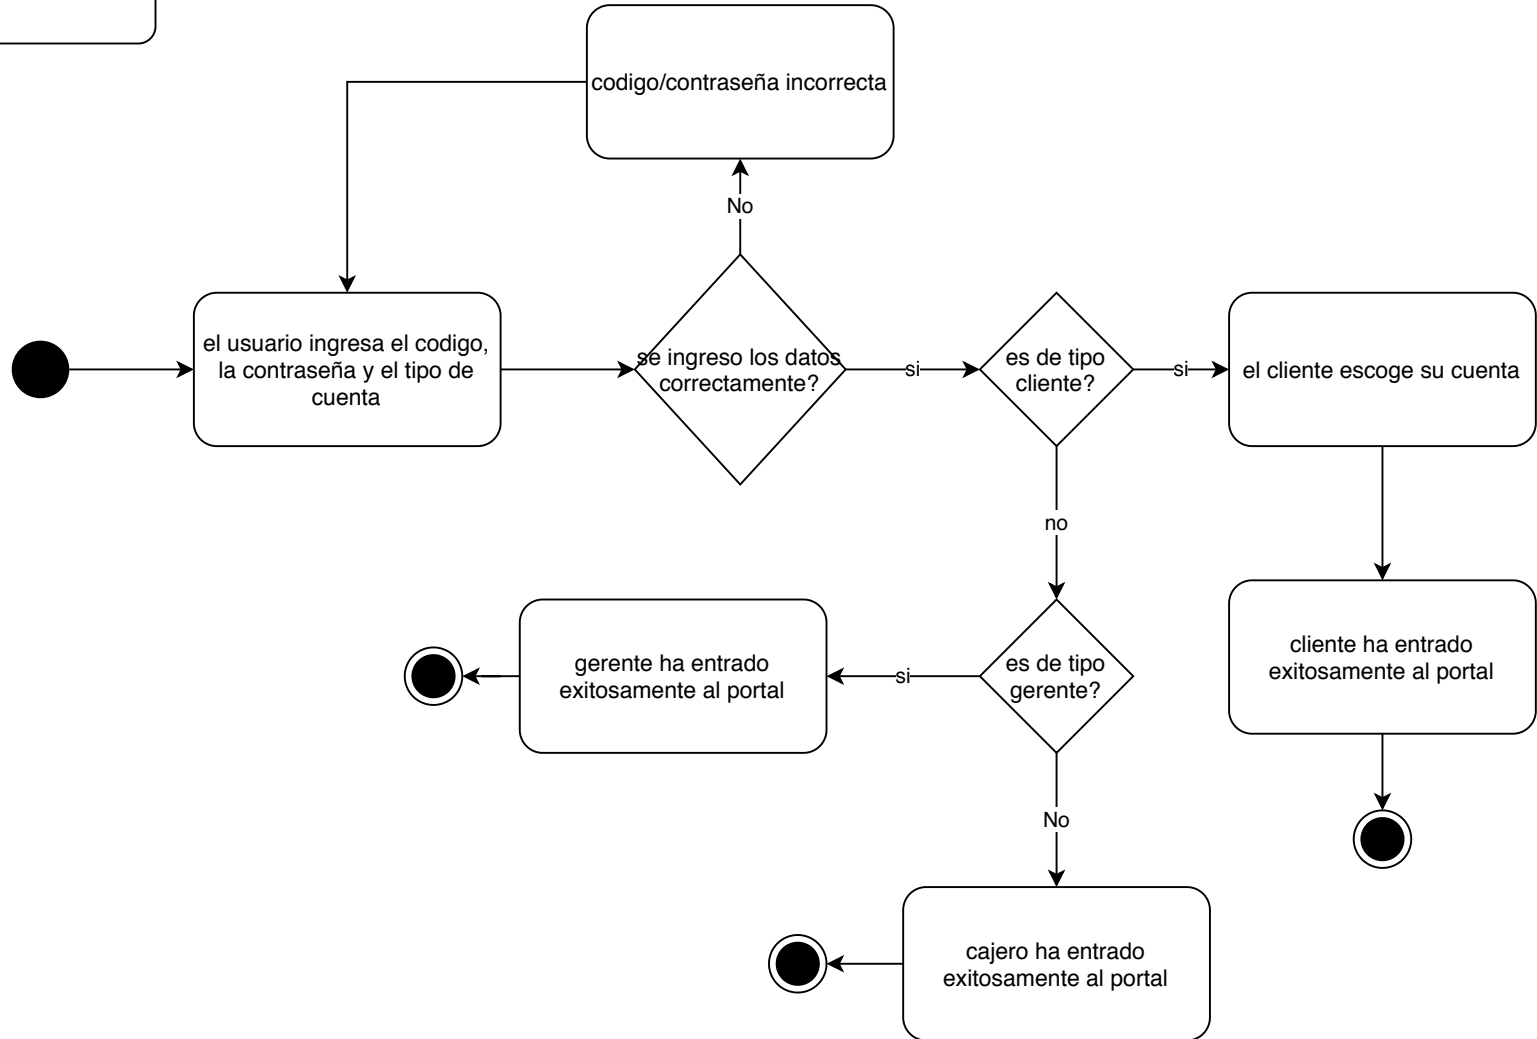 codigo/contraseña incorrecta
No
el usuario ingresa el codigo,
la contraseña y el tipo de
cuenta
se ingreso los datos
correctamente?
si
es de tipo
cliente?
si
el cliente escoge su cuenta
no
gerente ha entrado
exitosamente al portal
si
es de tipo
gerente?
cliente ha entrado
exitosamente al portal
No
cajero ha entrado
exitosamente al portal